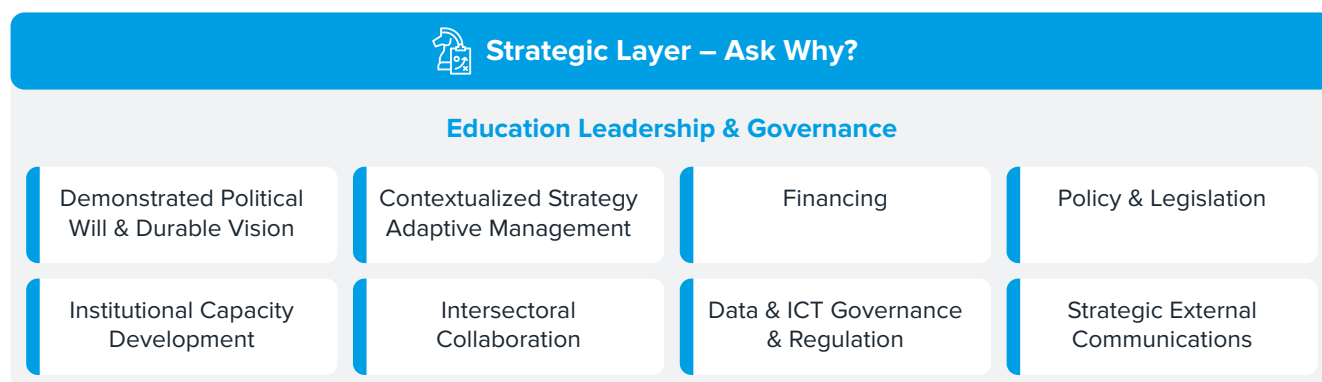 Strategic Layer – Ask Why?
Education Leadership & Governance
Demonstrated Political
Will & Durable Vision
Contextualized Strategy
Adaptive Management
Financing
Policy & Legislation
Institutional Capacity
Development
Intersectoral
Collaboration
Data & ICT Governance
& Regulation
Strategic External
Communications